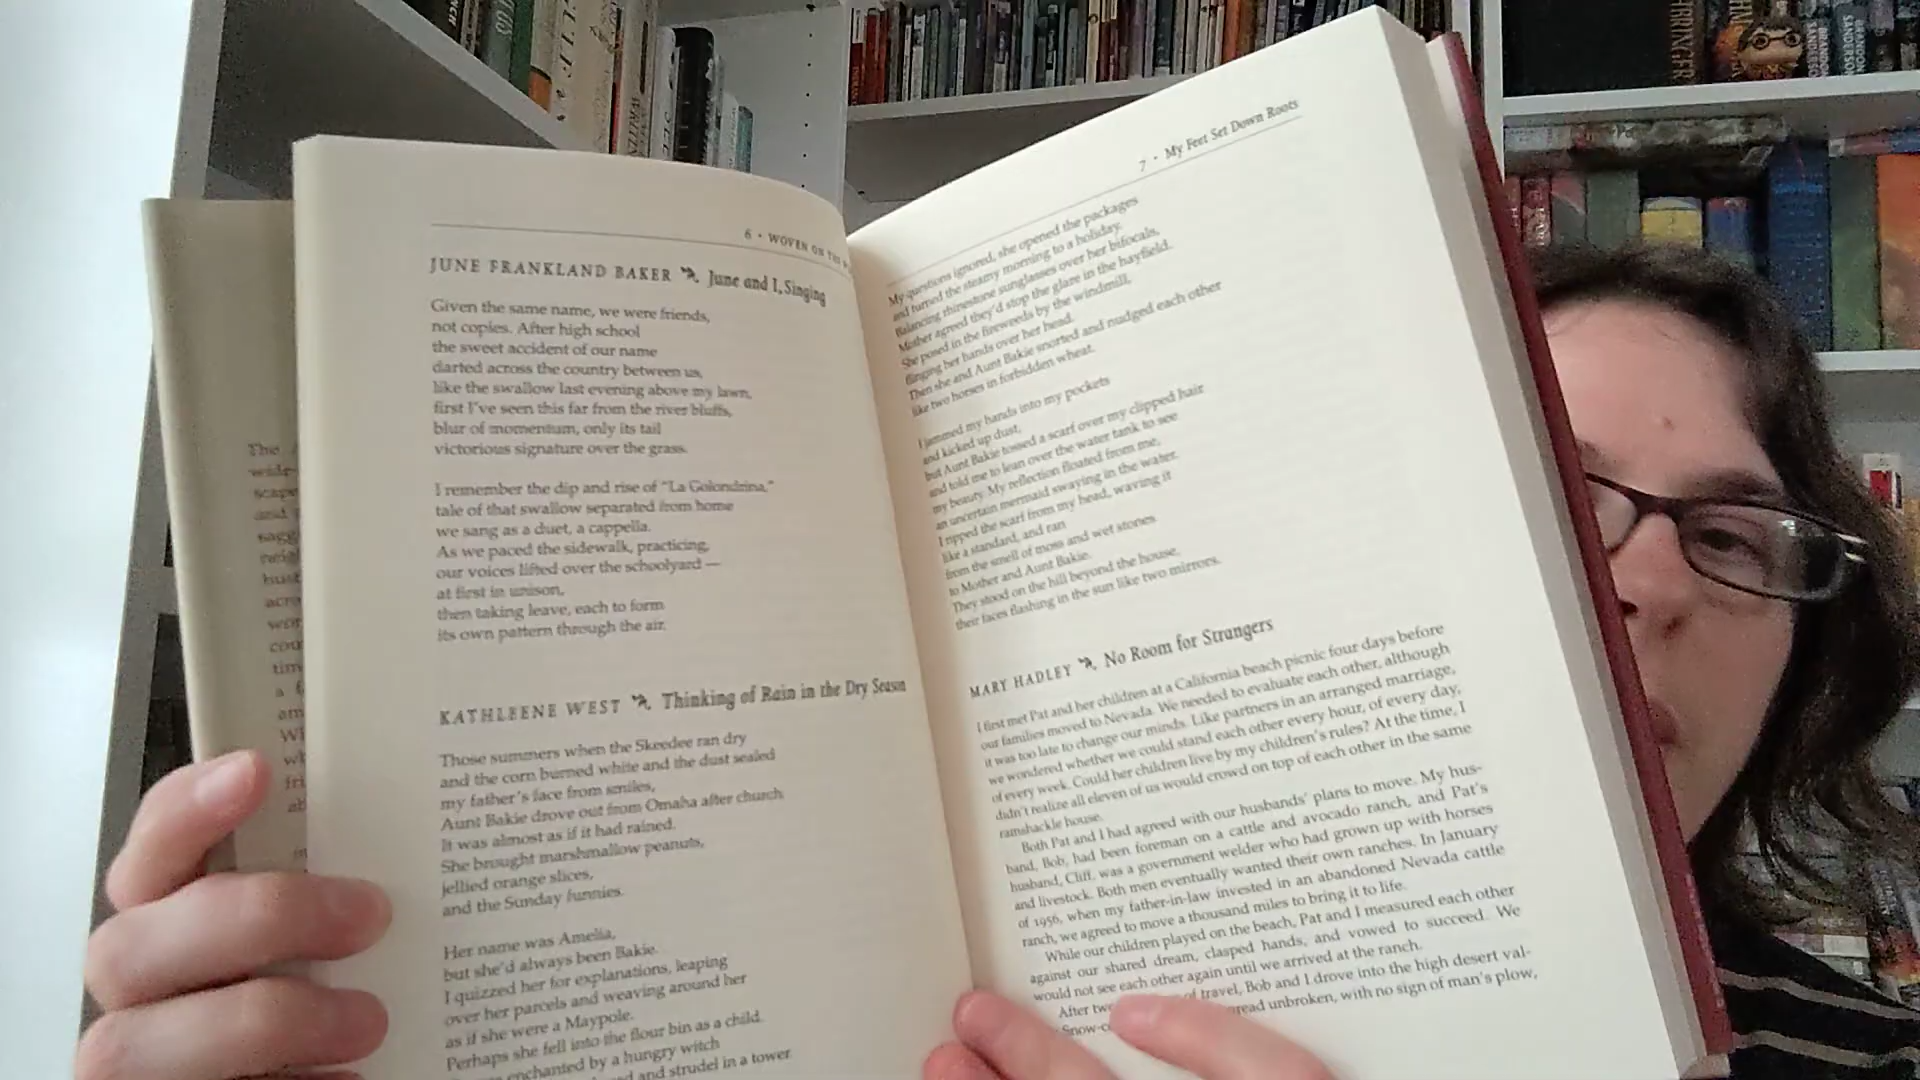 6 • WOVEN ON THE
JUNE FRANKLAND BAKER June and I, Singing
Given the same name, we were friends,
not copies. After high school
the sweet accident of our name
darted across the country between us,
like the swallow last evening above my lawn,
first I've seen this far from the river bluffs,
blur of momentum, only its tail
victorious signature over the grass.
I remember the dip and rise of "La Golondrina,"
tale of that swallow separated from home
we sang as a duet, a cappella.
As we paced the sidewalk, practicing,
our voices lifted over the schoolyard —
at first in unison,
then taking leave, each to form
its own pattern through the air.
KATHLEENE WEST Thinking of Rain in the Dry Season
Those summers when the Skeedee ran dry
and the corn burned white and the dust sealed
my father's face from smiles,
Aunt Bakie drove out from Omaha after church.
It was almost as if it had rained.
She brought marshmallow peanuts,
jellied orange slices,
and the Sunday funnies.
Her name was Amelia,
but she'd always been Bakie.
I quizzed her for explanations, leaping
over her parcels and weaving around her
as if she were a Maypole.
Perhaps she fell into the flour bin as a child.
enchanted by a hungry witch
and strudel in a tower
7 • My Feet Set Down Roots
My questions ignored, she opened the packages
and turned the steamy morning to a holiday.
Balancing rhinestone sunglasses over her bifocals,
Mother agreed they'd stop the glare in the hayfield.
She posed in the fireweeds by the windmill,
flinging her hands over her head.
Then she and Aunt Bakie snorted and nudged each other
like two horses in forbidden wheat.
I jammed my hands into my pockets
and kicked up dust,
but Aunt Bakie tossed a scarf over my clipped hair
and told me to lean over the water tank to see
my beauty. My reflection floated from me,
an uncertain mermaid swaying in the water.
I ripped the scarf from my head, waving it
like a standard, and ran
from the smell of moss and wet stones
to Mother and Aunt Bakie.
They stood on the hill beyond the house,
their faces flashing in the sun like two mirrors.
MARY HADLEY No Room for Strangers
I first met Pat and her children at a California beach picnic four days before
our families moved to Nevada. We needed to evaluate each other, although
it was too late to change our minds. Like partners in an arranged marriage,
we wondered whether we could stand each other every hour, of every day,
of every week. Could her children live by my children's rules? At the time, I
didn't realize all eleven of us would crowd on top of each other in the same
ramshackle house.
Both Pat and I had agreed with our husbands' plans to move. My hus-
band, Bob, had been foreman on a cattle and avocado ranch, and Pat's
husband, Cliff, was a government welder who had grown up with horses
and livestock. Both men eventually wanted their own ranches. In January
of 1956, when my father-in-law invested in an abandoned Nevada cattle
ranch, we agreed to move a thousand miles to bring it to life.
While our children played on the beach, Pat and I measured each other
against our shared dream, clasped hands, and vowed to succeed. We
would not see each other again until we arrived at the ranch.
After of travel, Bob and I drove into the high desert val-
unbroken, with no sign of man's plow,